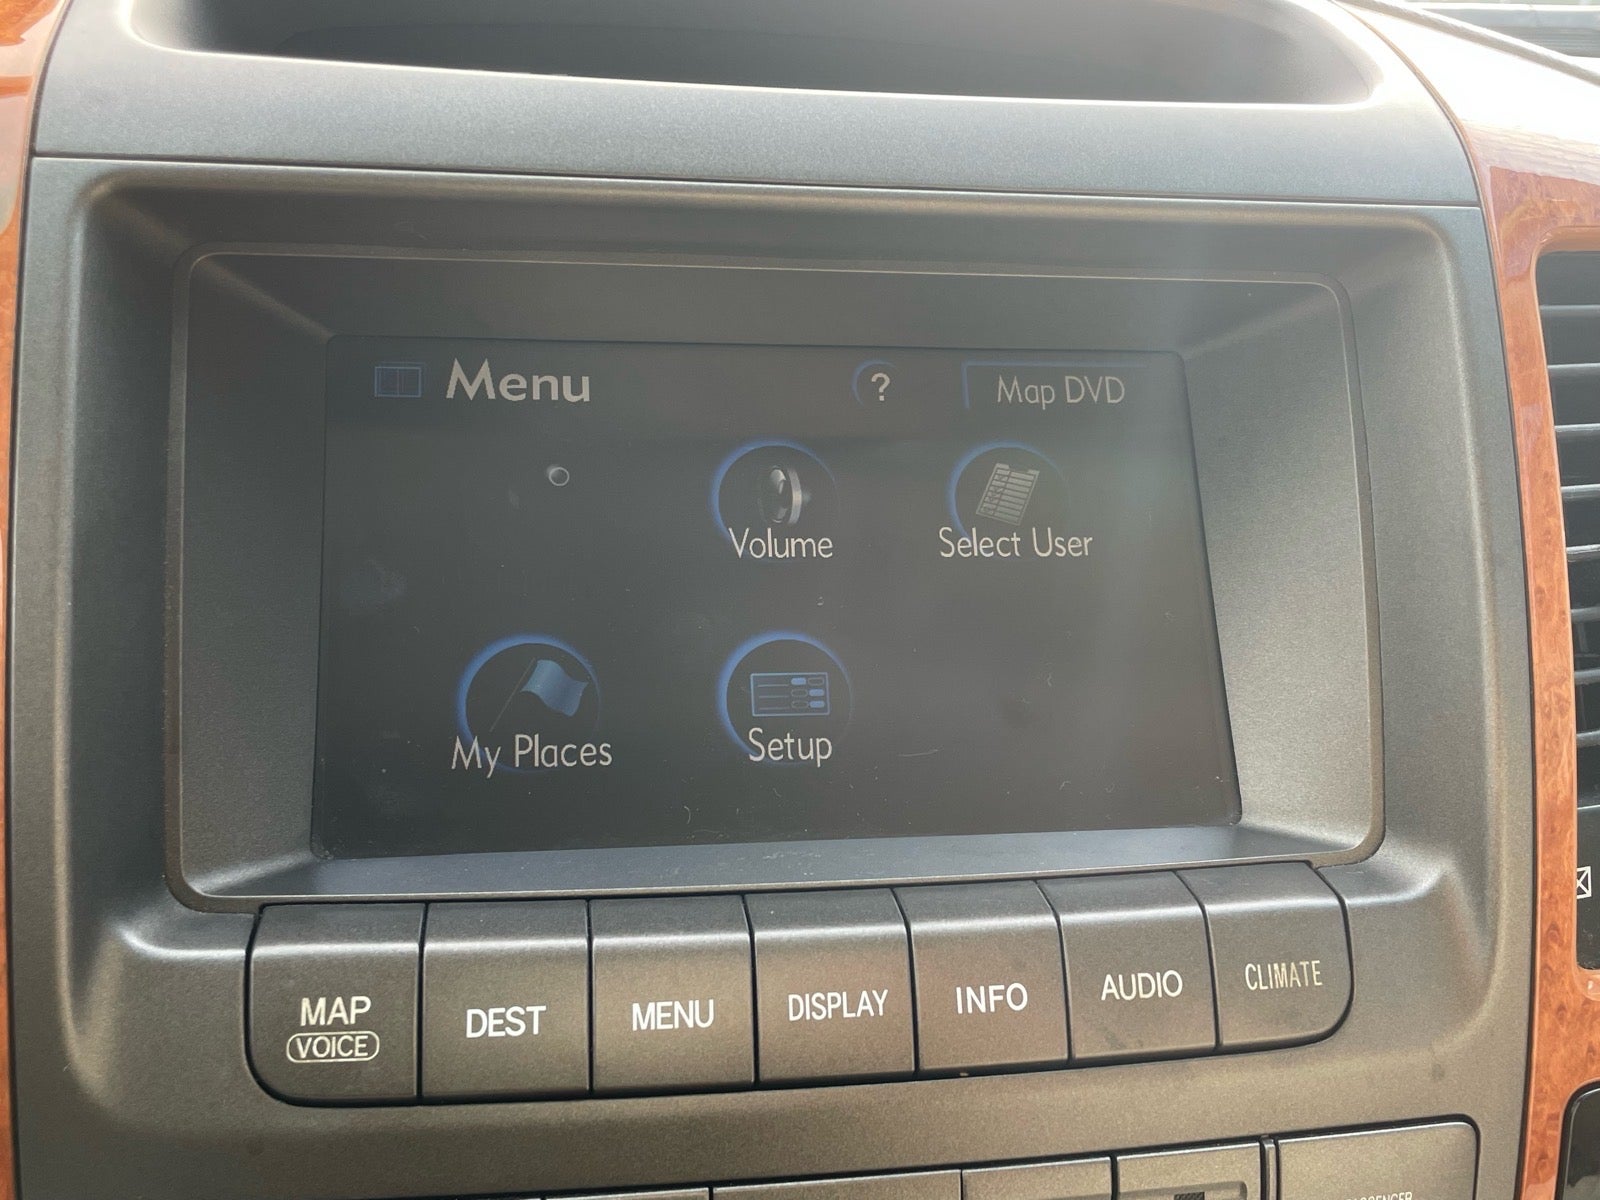 Menu
?
Map DVD
Volume
Select User
My Places
Setup
MAP
VOICE
DEST
MENU
DISPLAY
INFO
AUDIO
CLIMATE